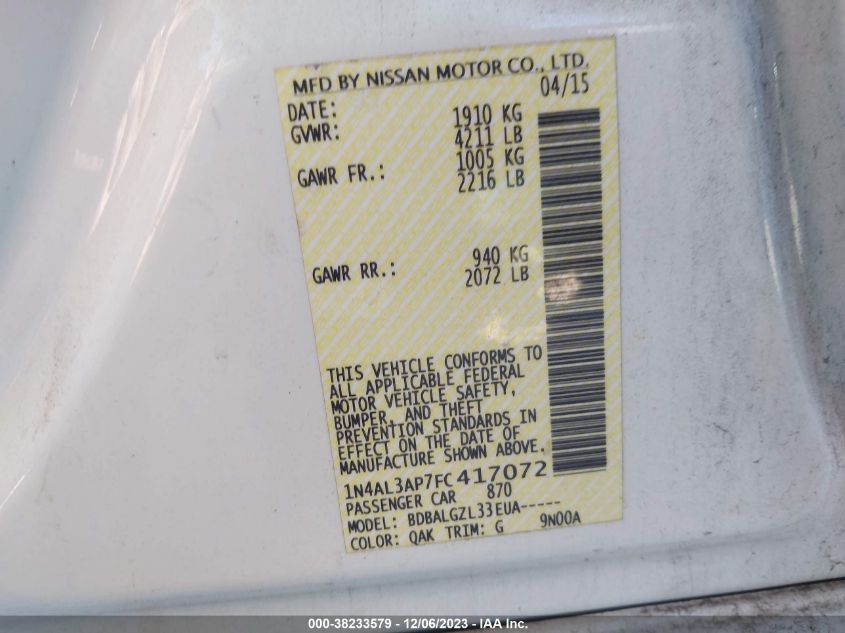 MFD BY NISSAN MOTOR CO., LTD.
DATE: 04/15
GVWR: 1910 KG
4211 LB
GAWR FR.: 1005 KG
2216 LB
GAWR RR.: 940 KG
2072 LB
THIS VEHICLE CONFORMS TO
ALL APPLICABLE FEDERAL
MOTOR VEHICLE SAFETY,
BUMPER, AND THEFT
PREVENTION STANDARDS IN
EFFECT ON THE DATE OF
MANUFACTURE SHOWN ABOVE.
1N4AL3AP7FC417072
PASSENGER CAR 870
MODEL: BDBALGZL33EUA-----
COLOR: QAK TRIM: G 9N00A
000-38233579 - 12/06/2023 - IAA Inc.